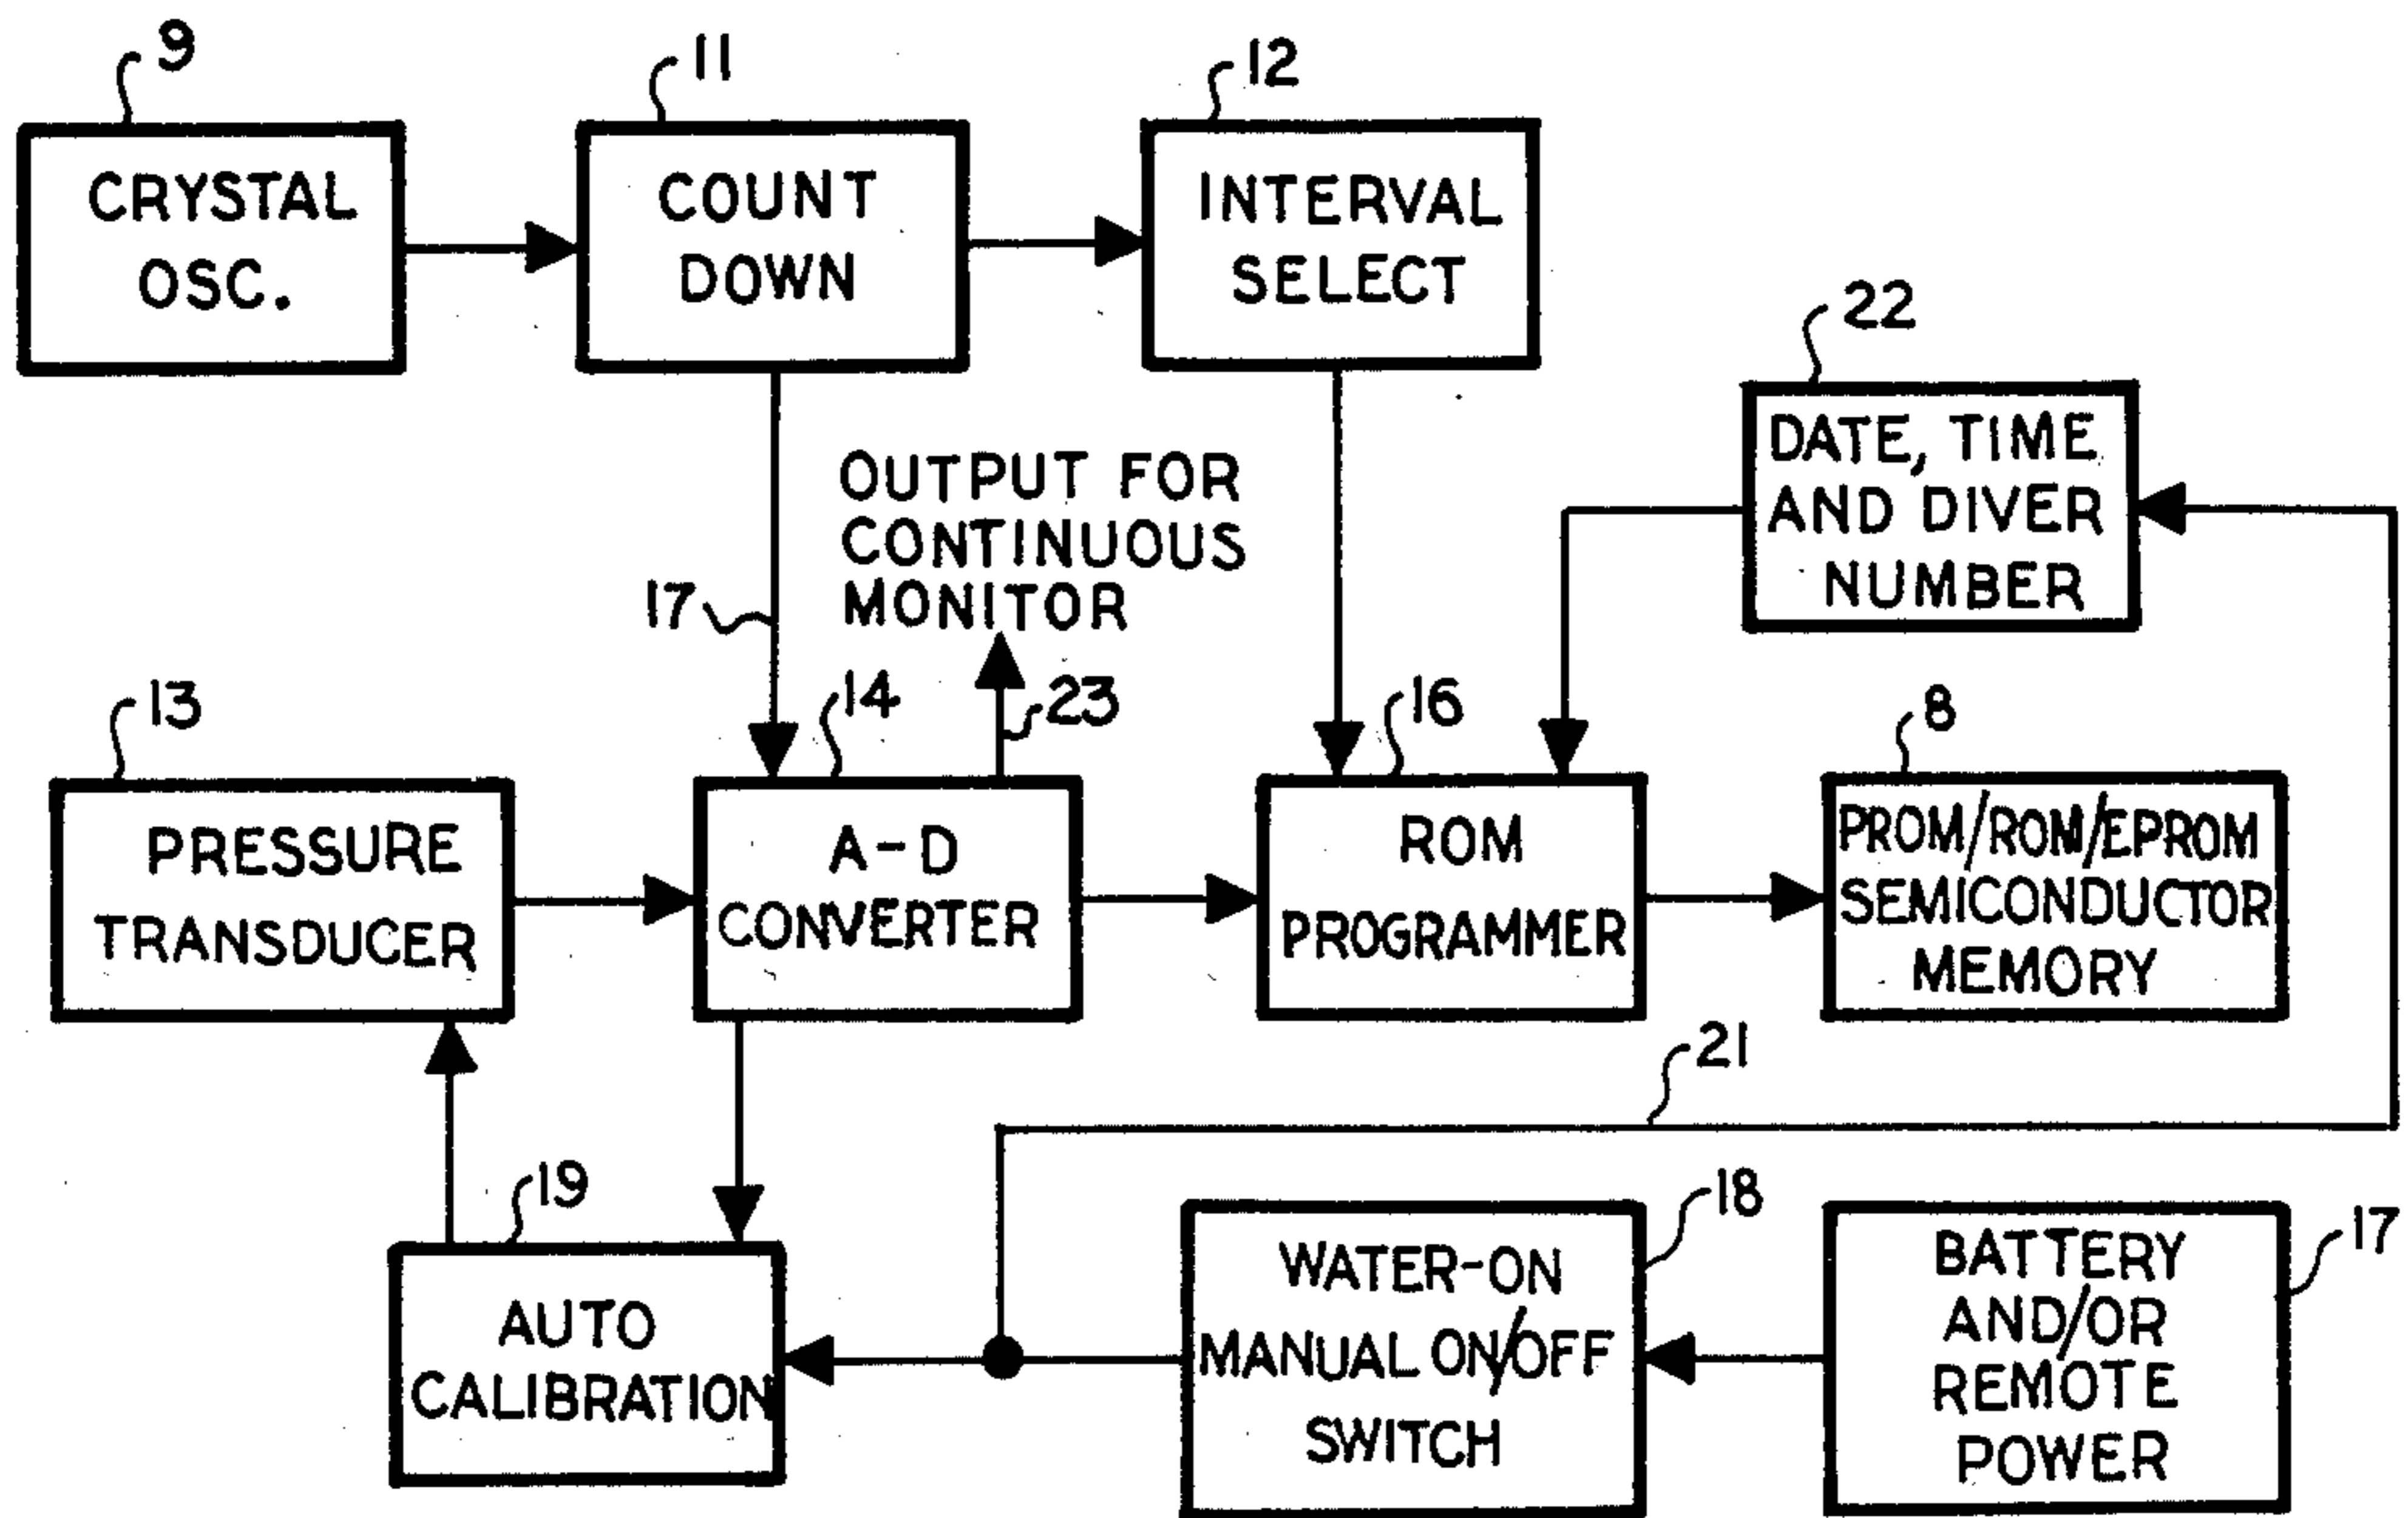 9
11
12
CRYSTAL
OSC.
COUNT
DOWN
INTERVAL
SELECT
22
DATE, TIME
AND DIVER
NUMBER
OUTPUT FOR
CONTINUOUS
MONITOR
17
13
14
23
16
8
PRESSURE
TRANSDUCER
A-D
CONVERTER
ROM
PROGRAMMER
PROM/ROM/EPROM
SEMICONDUCTOR
MEMORY
21
19
18
17
AUTO
CALIBRATION
WATER-ON
MANUAL ON/OFF
SWITCH
BATTERY
AND/OR
REMOTE
POWER